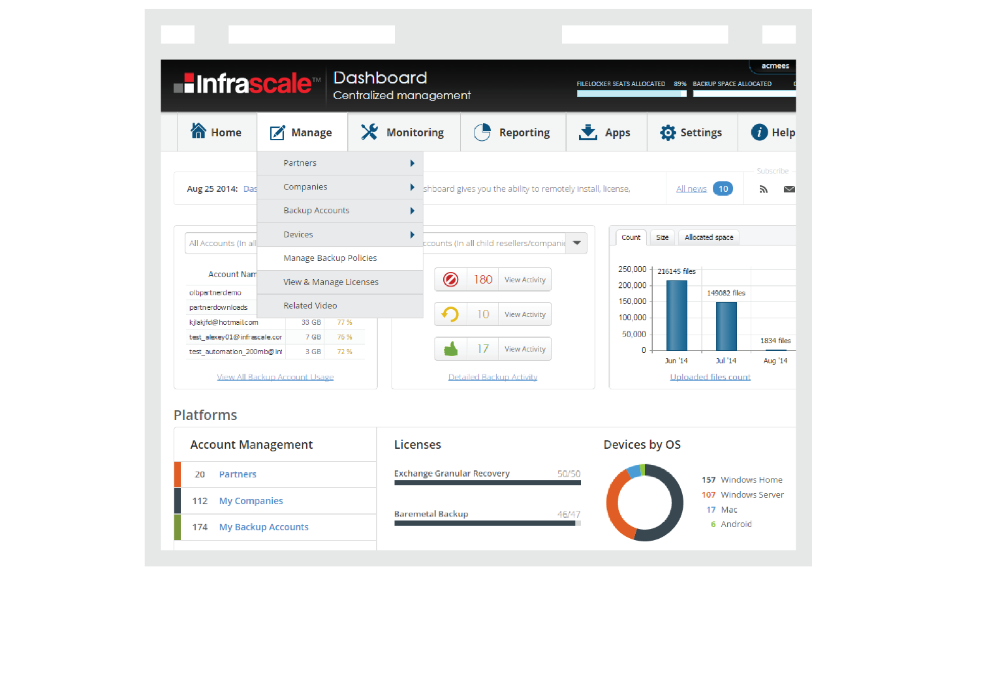 acmees
Infrascale™
Dashboard
Centralized management
FILELOCKER SEATS ALLOCATED 89%
BACKUP SPACE ALLOCATED
Home
Manage
Monitoring
Reporting
Apps
Settings
Help
Partners
Companies
Backup Accounts
Devices
Manage Backup Policies
View & Manage Licenses
Related Video
Subscribe
Aug 25 2014: Das
shboard gives you the ability to remotely install, license,
All news 10
All Accounts (In all
Account Nam
olbpartnerdemo
partnerdownloads
kjlakjfd@hotmail.com 33 GB 77 %
test_alexey01@infrascale.cor 7 GB 75 %
test_automation_200mb@inf 3 GB 72 %
View All Backup Account Usage
ccounts (In all child resellers/companie
180 View Activity
10 View Activity
17 View Activity
Detailed Backup Activity
Count Size Allocated space
250,000
200,000
150,000
100,000
50,000
0
216145 files
149082 files
1834 files
Jun '14 Jul '14 Aug '14
Uploaded files count
Platforms
Account Management
20 Partners
112 My Companies
174 My Backup Accounts
Licenses
Exchange Granular Recovery 50/50
Baremetal Backup 46/47
Devices by OS
157 Windows Home
107 Windows Server
17 Mac
6 Android